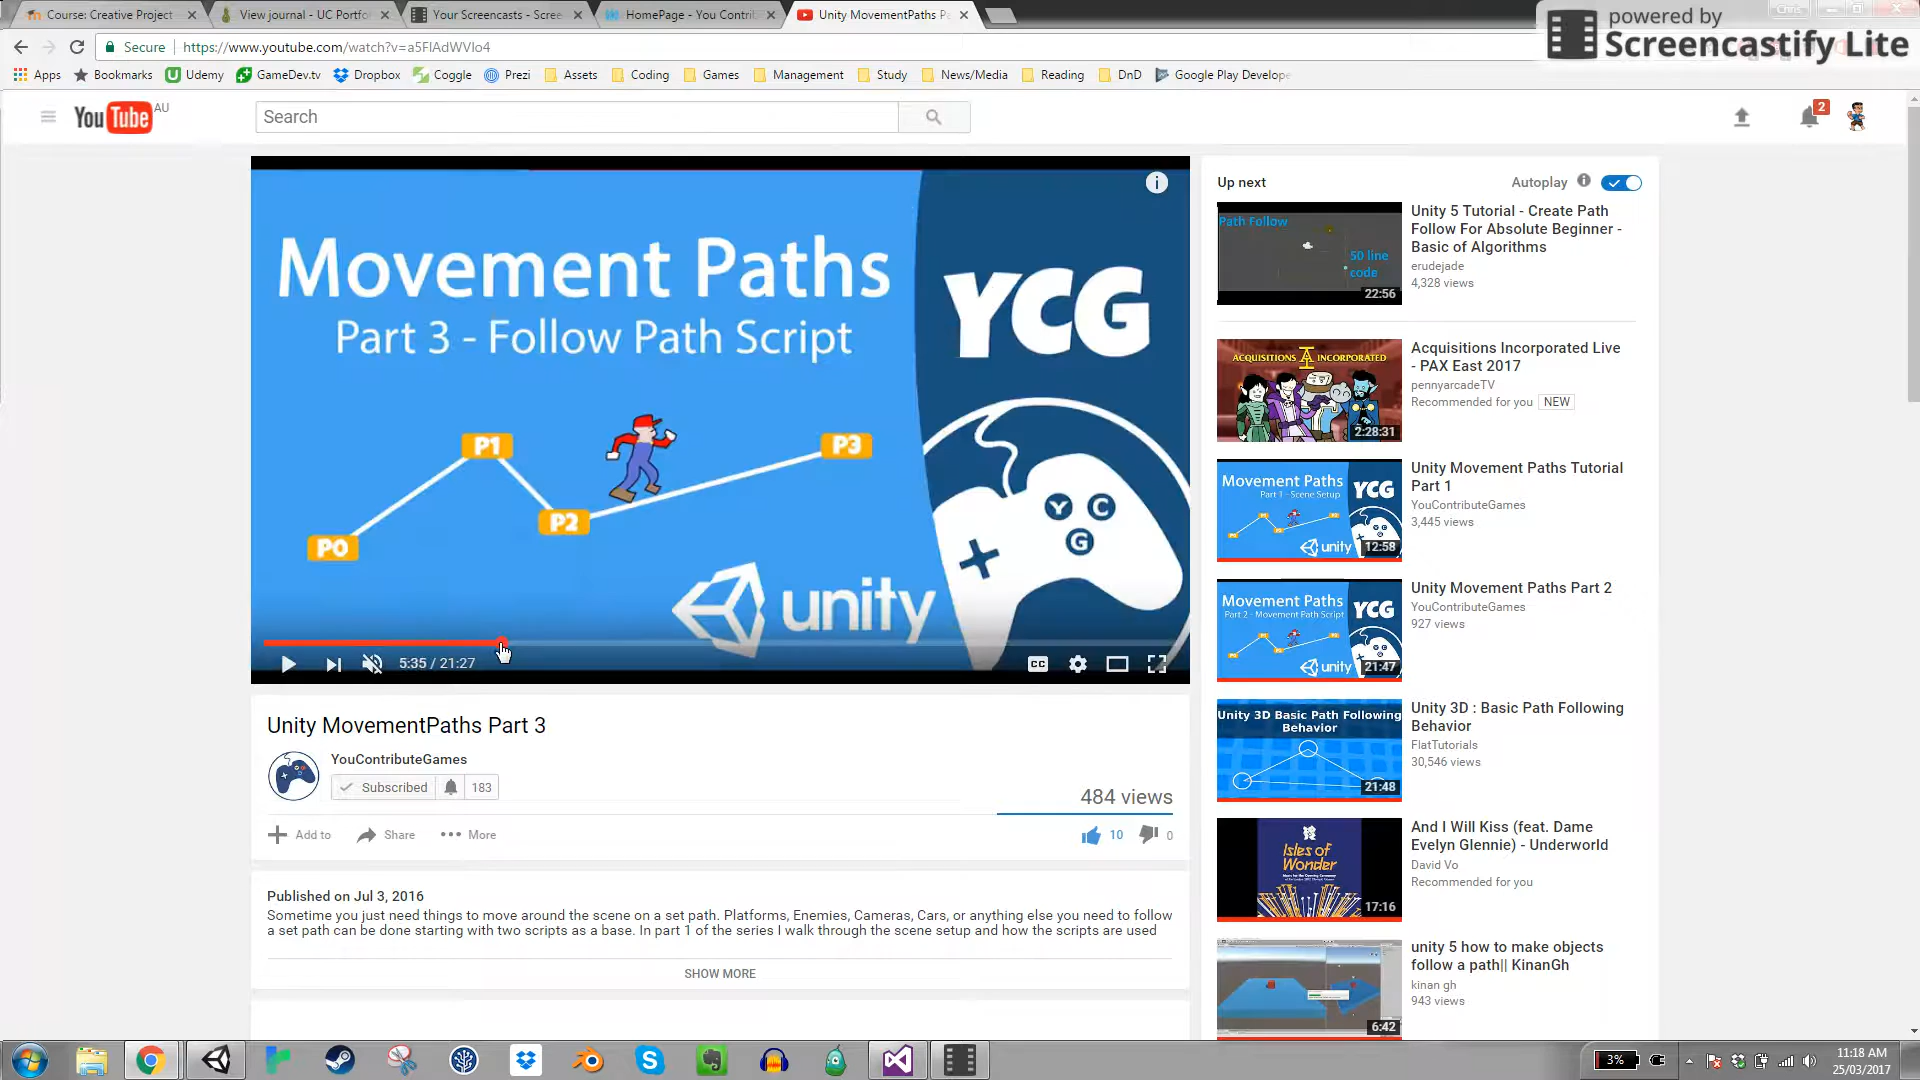 Course: Creative Project
View journal - UC Portfo
Your Screencasts - Scree
HomePage - You Contrib
Unity MovementPaths Pa
powered by
Screencastify Lite
Secure
https://www.youtube.com/watch?v=a5FlAdWVIo4
Apps
Bookmarks
Udemy
GameDev.tv
Dropbox
Coggle
Prezi
Assets
Coding
Games
Management
Study
News/Media
Reading
DnD
Google Play Develope
YouTube AU
Search
2
Movement Paths
Part 3 - Follow Path Script
YCG
P0
P1
P2
P3
Y C
G
unity
5:35 / 21:27
CC
Unity MovementPaths Part 3
YouContributeGames
Subscribed
183
484 views
Add to
Share
More
10
0
Published on Jul 3, 2016
Sometime you just need things to move around the scene on a set path. Platforms, Enemies, Cameras, Cars, or anything else you need to follow
a set path can be done starting with two scripts as a base. In part 1 of the series I walk through the scene setup and how the scripts are used
SHOW MORE
Up next
Autoplay
Path Follow
50 line
code
22:56
Unity 5 Tutorial - Create Path
Follow For Absolute Beginner -
Basic of Algorithms
erudejade
4,328 views
ACQUISITIONS INCORPORATED
2:28:31
Acquisitions Incorporated Live
- PAX East 2017
pennyarcadeTV
Recommended for you NEW
Movement Paths
Part 1 - Scene Setup
YCG
unity
12:58
Unity Movement Paths Tutorial
Part 1
YouContributeGames
3,445 views
Movement Paths
Part 2 - Movement Path Script
YCG
unity
21:47
Unity Movement Paths Part 2
YouContributeGames
927 views
Unity 3D Basic Path Following
Behavior
21:48
Unity 3D : Basic Path Following
Behavior
FlatTutorials
30,546 views
Isles of
Wonder
17:16
And I Will Kiss (feat. Dame
Evelyn Glennie) - Underworld
David Vo
Recommended for you
6:42
unity 5 how to make objects
follow a path|| KinanGh
kinan gh
943 views
3%
11:18 AM
25/03/2017